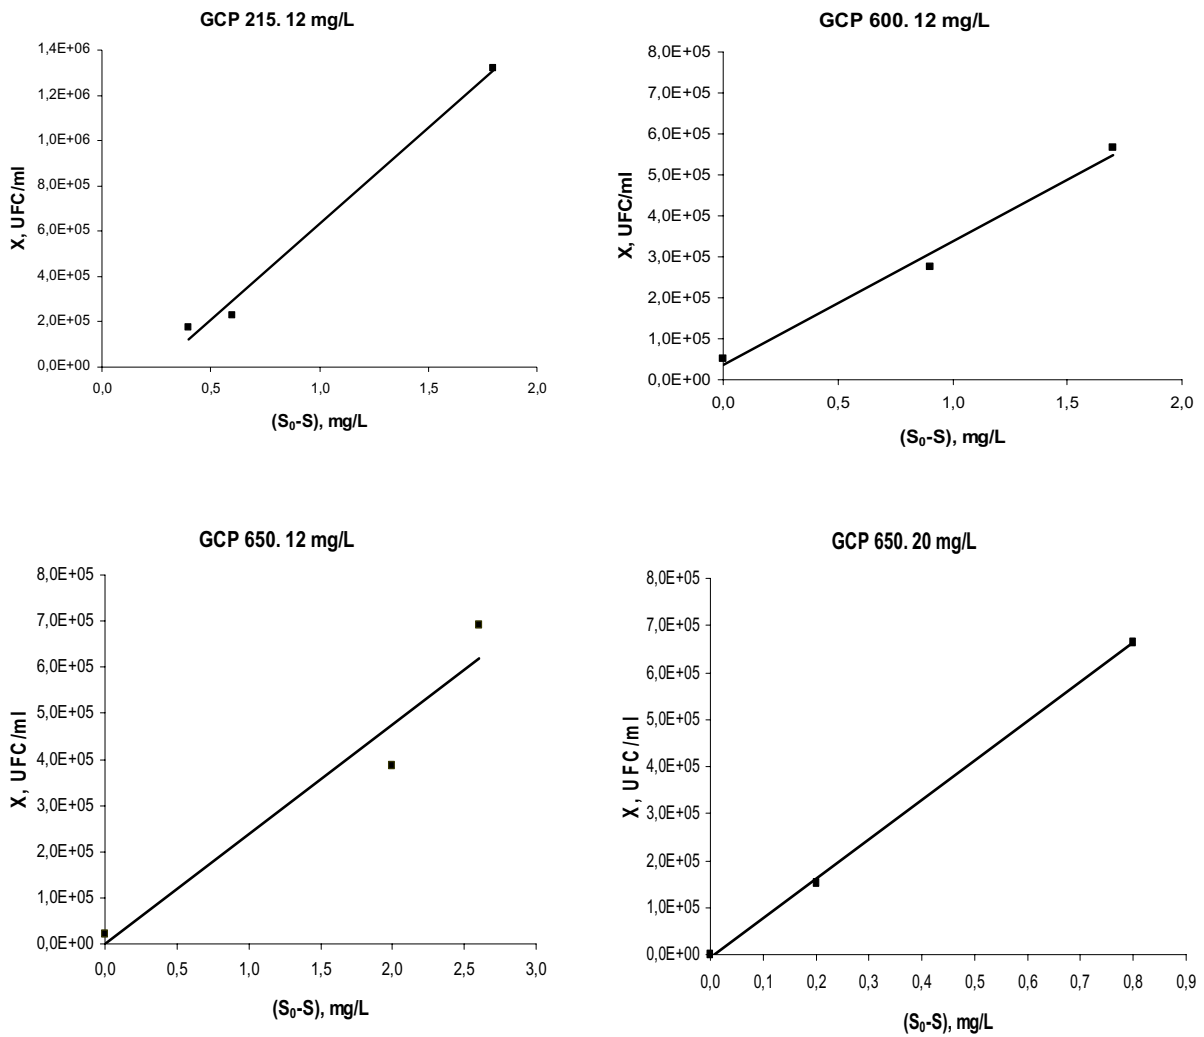 GCP 215. 12 mg/L
1,4E+06
1,2E+06
1,0E+06
8,0E+05
6,0E+05
4,0E+05
2,0E+05
0,0E+00
X, UFC/ml
0,0 0,5 1,0 1,5 2,0
(S₀-S), mg/L
GCP 600. 12 mg/L
8,0E+05
7,0E+05
6,0E+05
5,0E+05
4,0E+05
3,0E+05
2,0E+05
1,0E+05
0,0E+00
X, UFC/ml
0,0 0,5 1,0 1,5 2,0
(S₀-S), mg/L
GCP 650. 12 mg/L
8,0E+05
7,0E+05
6,0E+05
5,0E+05
4,0E+05
3,0E+05
2,0E+05
1,0E+05
0,0E+00
X, UFC/ml
0,0 0,5 1,0 1,5 2,0 2,5 3,0
(S₀-S), mg/L
GCP 650. 20 mg/L
8,0E+05
7,0E+05
6,0E+05
5,0E+05
4,0E+05
3,0E+05
2,0E+05
1,0E+05
0,0E+00
X, UFC/ml
0,0 0,1 0,2 0,3 0,4 0,5 0,6 0,7 0,8 0,9
(S₀-S), mg/L